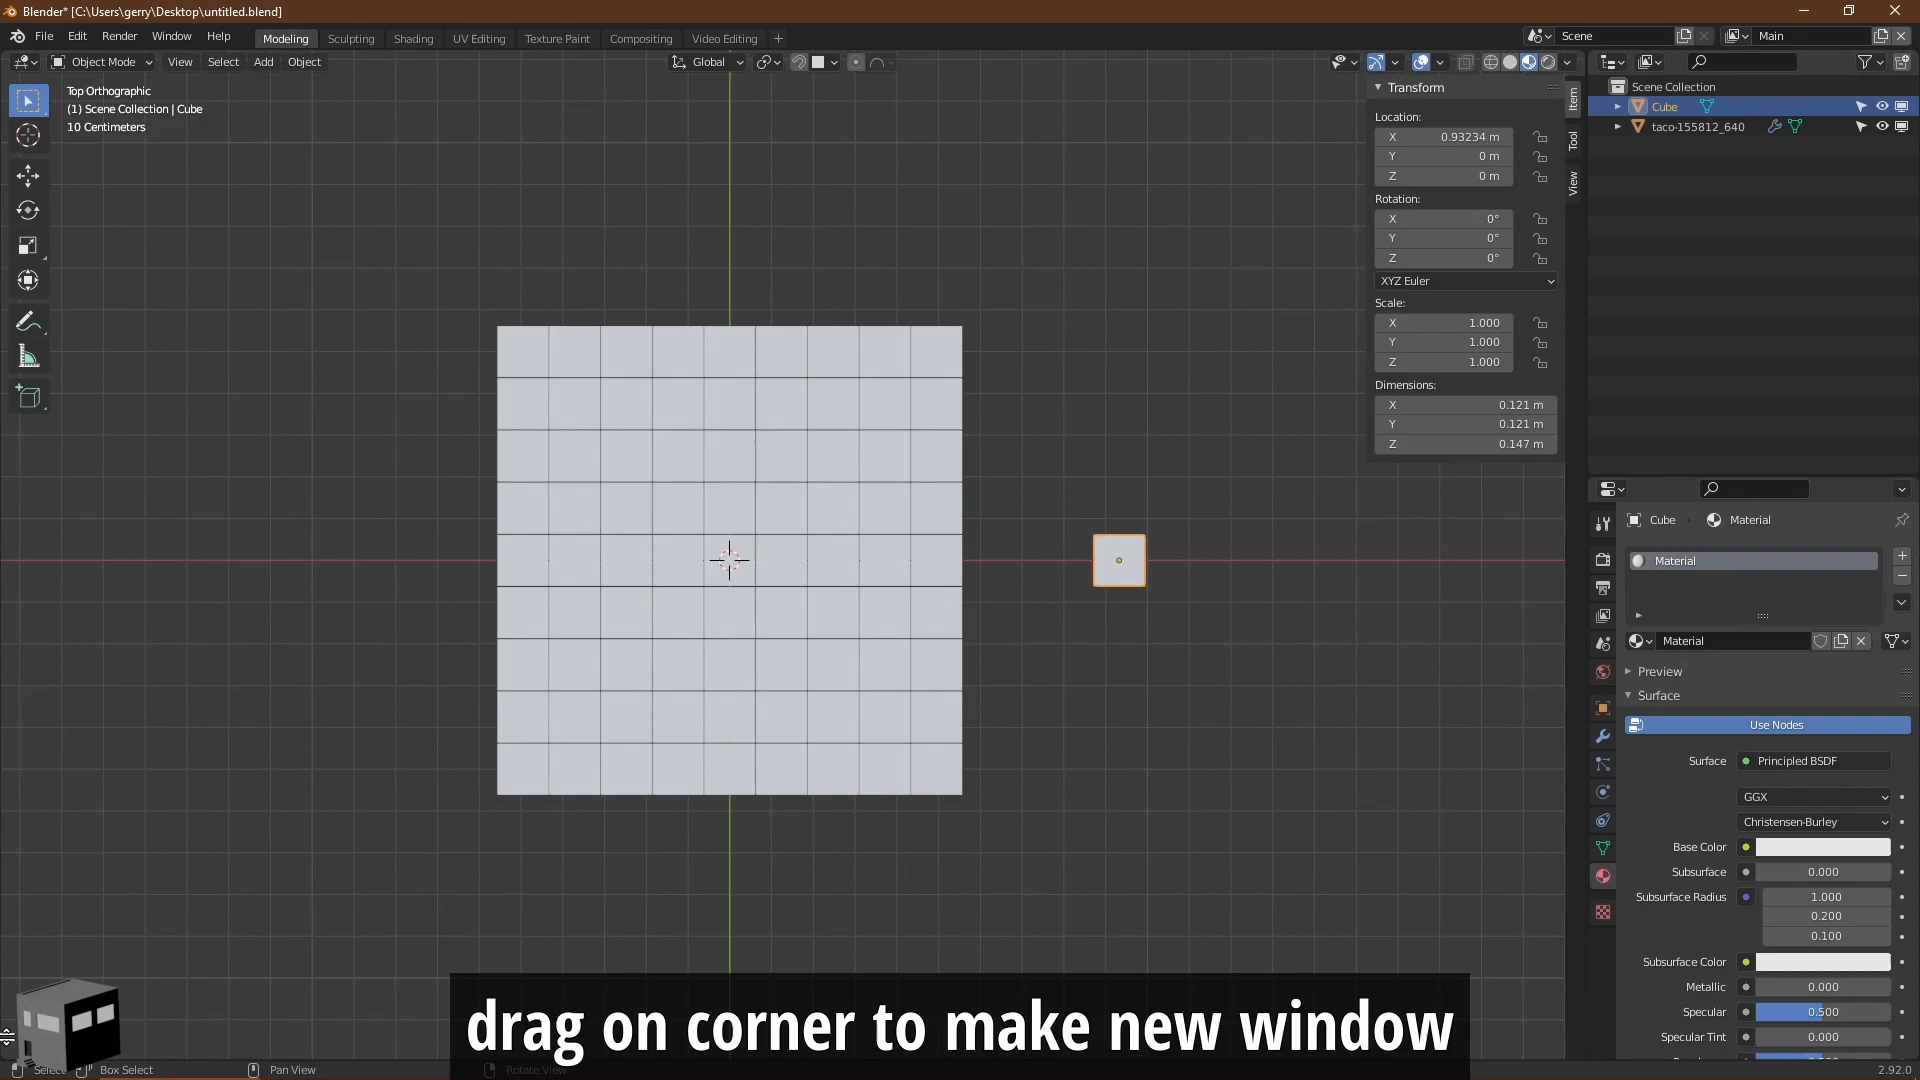 Blender* [C:\Users\gerry\Desktop\untitled.blend]
File Edit Render Window Help
Modeling Sculpting Shading UV Editing Texture Paint Compositing Video Editing +
Scene
Main
Object Mode View Select Add Object
Global
Top Orthographic
(1) Scene Collection | Cube
10 Centimeters
Transform
Location:
X 0.93234 m
Y 0 m
Z 0 m
Rotation:
X 0°
Y 0°
Z 0°
XYZ Euler
Scale:
X 1.000
Y 1.000
Z 1.000
Dimensions:
X 0.121 m
Y 0.121 m
Z 0.147 m
Item
Tool
View
Scene Collection
Cube
taco-155812_640
Cube Material
Material
Material
Preview
Surface
Use Nodes
Surface Principled BSDF
GGX
Christensen-Burley
Base Color
Subsurface 0.000
Subsurface Radius 1.000
0.200
0.100
Subsurface Color
Metallic 0.000
Specular 0.500
Specular Tint 0.000
drag on corner to make new window
Select Box Select Pan View Rotate View
2.92.0